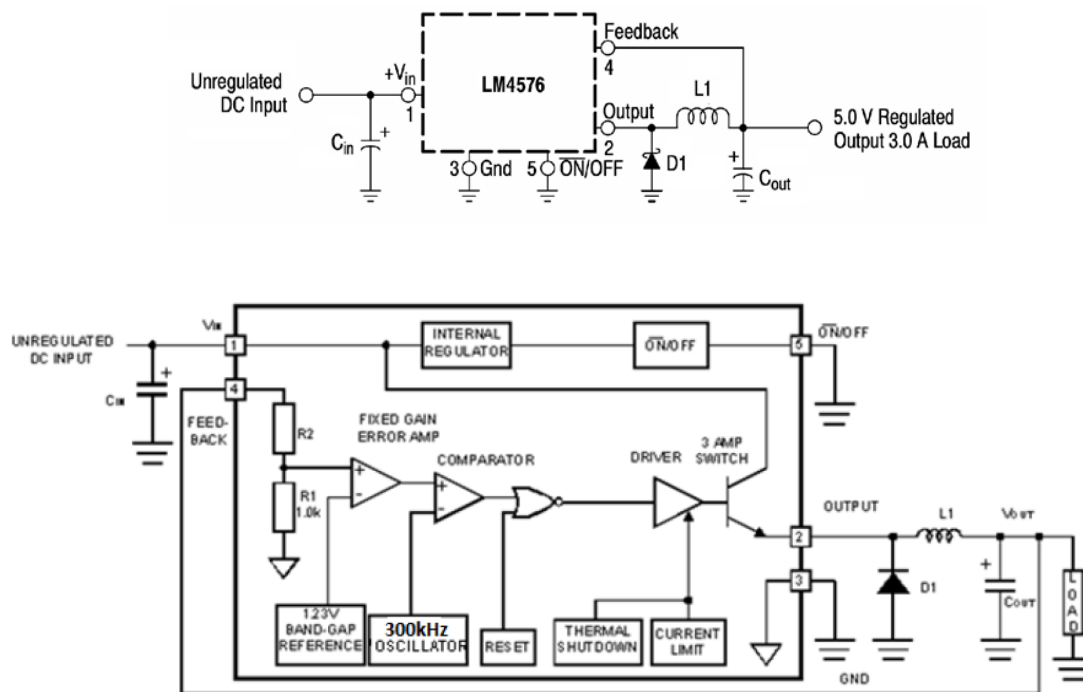 Feedback
4
+Vin
LM4576
L1
Unregulated
DC Input
1
Output
5.0 V Regulated
Output 3.0 A Load
2
Cin
+
3 Gnd
5 ON/OFF
D1
+
Cout
UNREGULATED
DC INPUT
VIN
1
INTERNAL
REGULATOR
ON/OFF
5
ON/OFF
+
CIN
4
FEED-
BACK
R2
FIXED GAIN
ERROR AMP
COMPARATOR
DRIVER
3 AMP
SWITCH
R1
1.0k
+
-
+
-
OUTPUT
L1
VOUT
2
3
D1
+
COUT
LOAD
1.23V
BAND-GAP
REFERENCE
300kHz
OSCILLATOR
RESET
THERMAL
SHUTDOWN
CURRENT
LIMIT
GND